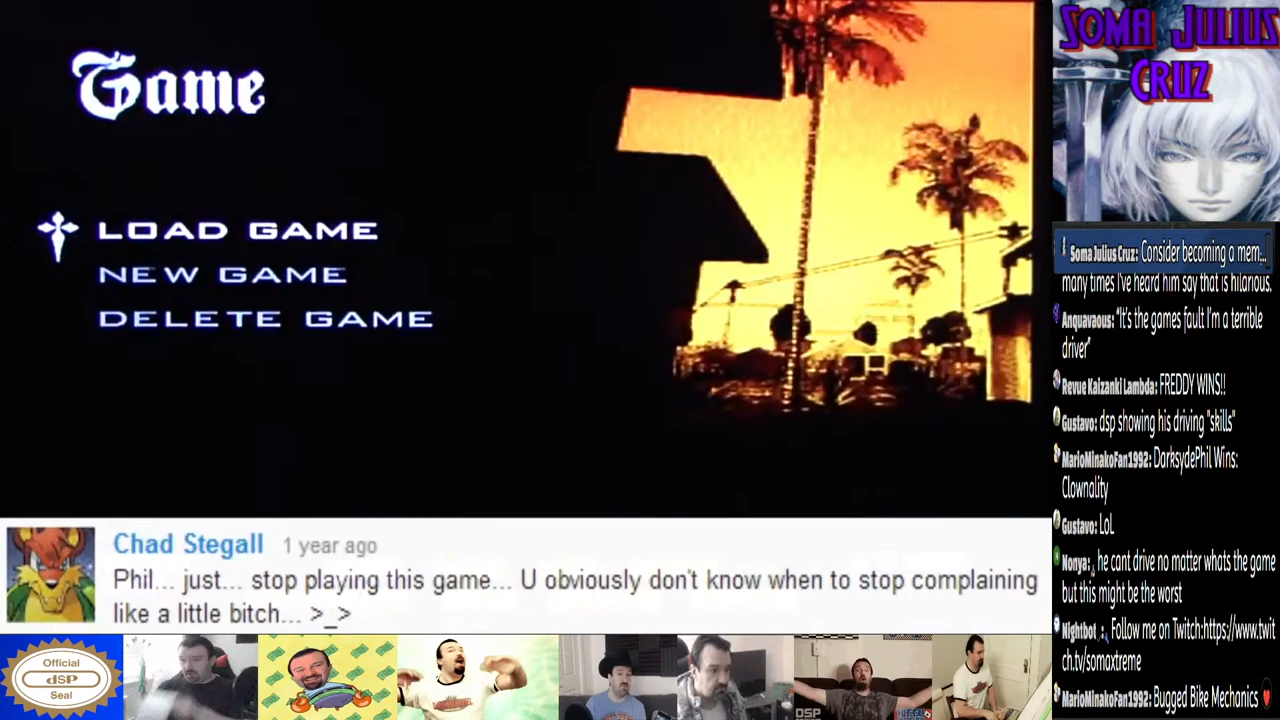 Game
LOAD GAME
NEW GAME
DELETE GAME
Chad Stegall 1 year ago
Phil... just... stop playing this game... U obviously don't know when to stop complaining
like a little bitch... >_>
Official
dSP
Seal
DSP
SOMA JULIUS
CRUZ
Soma Julius Cruz: Consider becoming a mem...
many times I've heard him say that is hilarious.
Anquavaous: "It's the games fault I'm a terrible
driver"
Revue Kaizanki Lambda: FREDDY WINS!!
Gustavo: dsp showing his driving "skills"
MarioMinakoFan1992: DarksydePhil Wins:
Clownality
Gustavo: LoL
Nonya: he cant drive no matter whats the game
but this might be the worst
Nightbot: Follow me on Twitch:https://www.twit
ch.tv/somaxtreme
MarioMinakoFan1992: Bugged Bike Mechanics